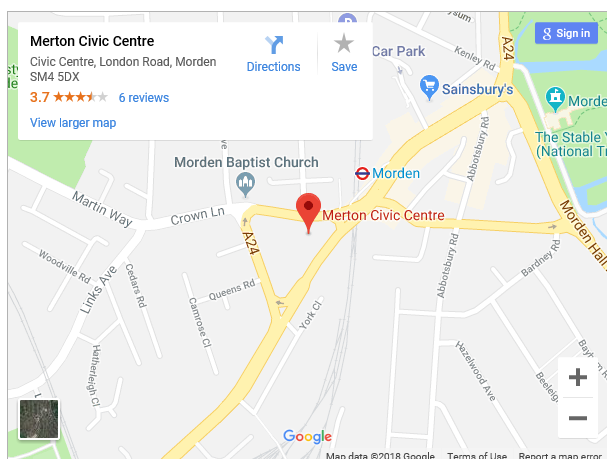 Merton Civic Centre
Civic Centre, London Road, Morden
SM4 5DX
3.7
6 reviews
View larger map
Directions
Save
Sign in
Car Park
Kenley Rd
A24
Sainsbury's
Morden
The Stable Y
(National Tr
Abbotsbury Rd
Morden Baptist Church
Morden
Martin Way
Crown Ln
Merton Civic Centre
Morden Hall
A24
Woodville Rd
Links Ave
Cedars Rd
Queens Rd
Camrose Cl
York Cl
Abbotsbury Rd
Bardney Rd
Hatherleigh Cl
Hazelwood Ave
Beeleig
Bayha
+
−
Google
Map data ©2018 Google
Terms of Use
Report a map error